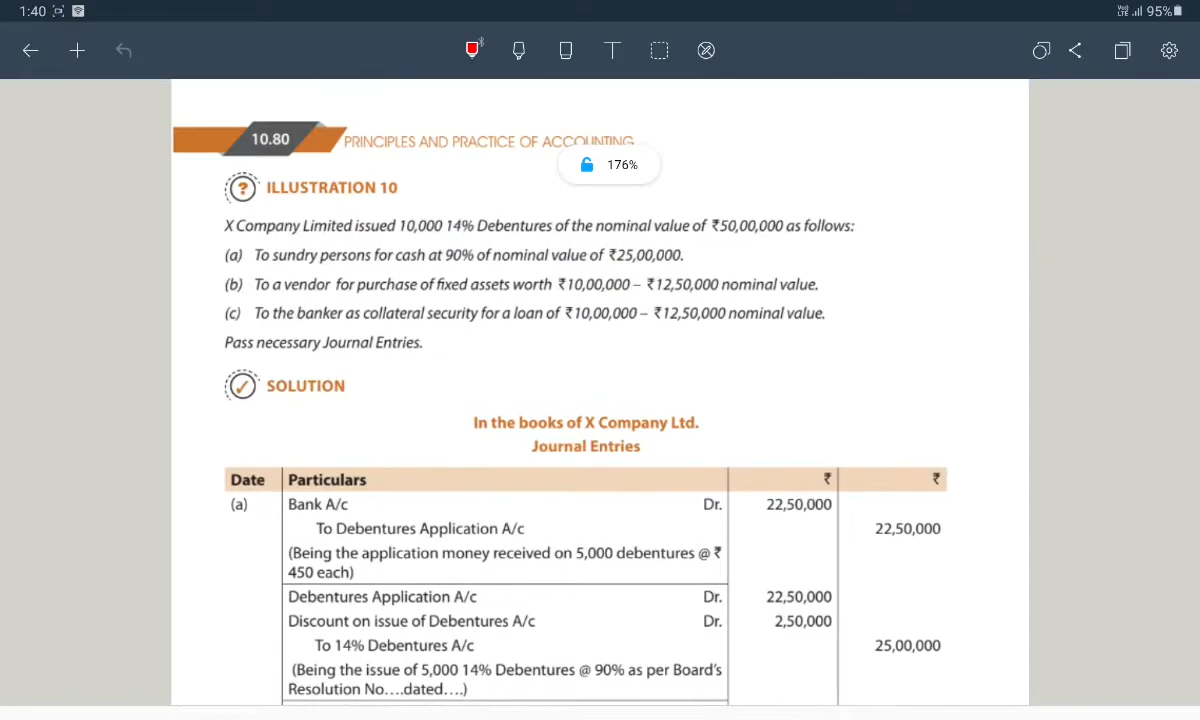 1:40
VoLTE 95%
10.80 PRINCIPLES AND PRACTICE OF ACCOUNTING
176%
? ILLUSTRATION 10
X Company Limited issued 10,000 14% Debentures of the nominal value of ₹50,00,000 as follows:
(a) To sundry persons for cash at 90% of nominal value of ₹25,00,000.
(b) To a vendor for purchase of fixed assets worth ₹10,00,000 – ₹12,50,000 nominal value.
(c) To the banker as collateral security for a loan of ₹10,00,000 – ₹12,50,000 nominal value.
Pass necessary Journal Entries.
SOLUTION
In the books of X Company Ltd.
Journal Entries
Date Particulars ₹ ₹
(a) Bank A/c Dr. 22,50,000
To Debentures Application A/c 22,50,000
(Being the application money received on 5,000 debentures @ ₹
450 each)
Debentures Application A/c Dr. 22,50,000
Discount on issue of Debentures A/c Dr. 2,50,000
To 14% Debentures A/c 25,00,000
(Being the issue of 5,000 14% Debentures @ 90% as per Board's
Resolution No....dated....)